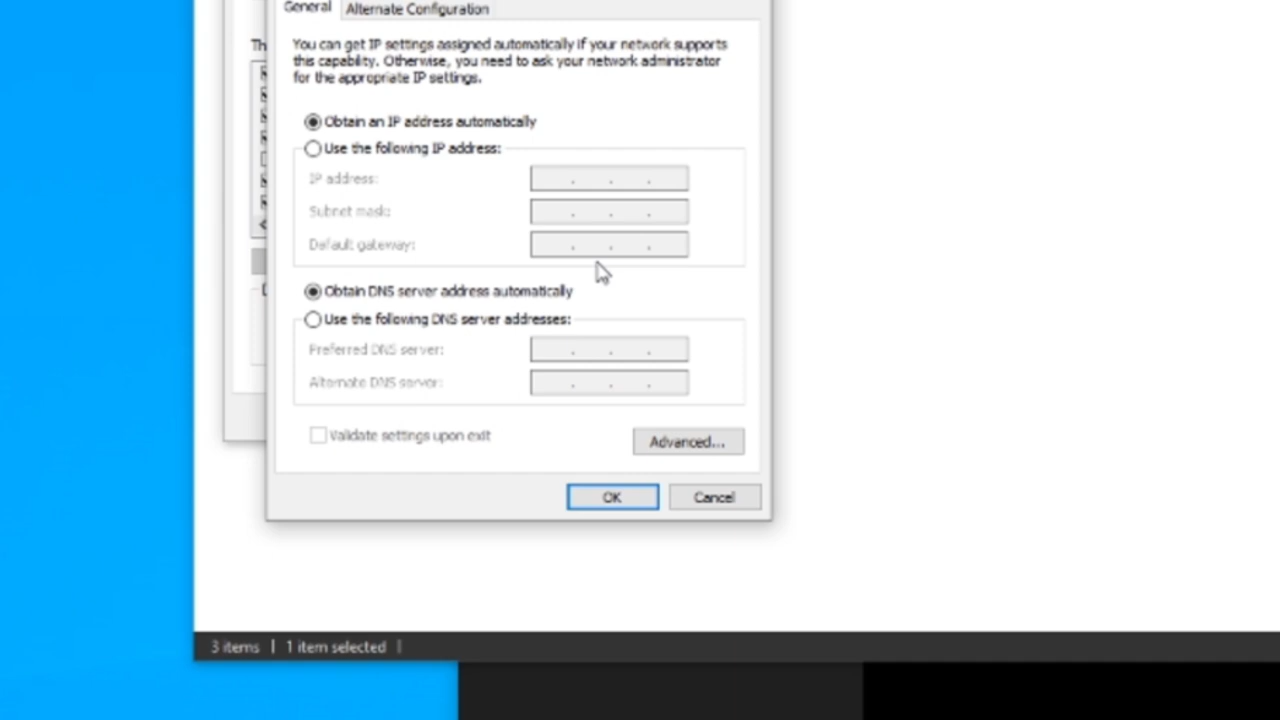 General
Alternate Configuration
Th
You can get IP settings assigned automatically if your network supports
this capability. Otherwise, you need to ask your network administrator
for the appropriate IP settings.
Obtain an IP address automatically
Use the following IP address:
IP address:
Subnet mask:
Default gateway:
Obtain DNS server address automatically
Use the following DNS server addresses:
Preferred DNS server:
Alternate DNS server:
Validate settings upon exit
Advanced...
OK
Cancel
3 items
1 item selected